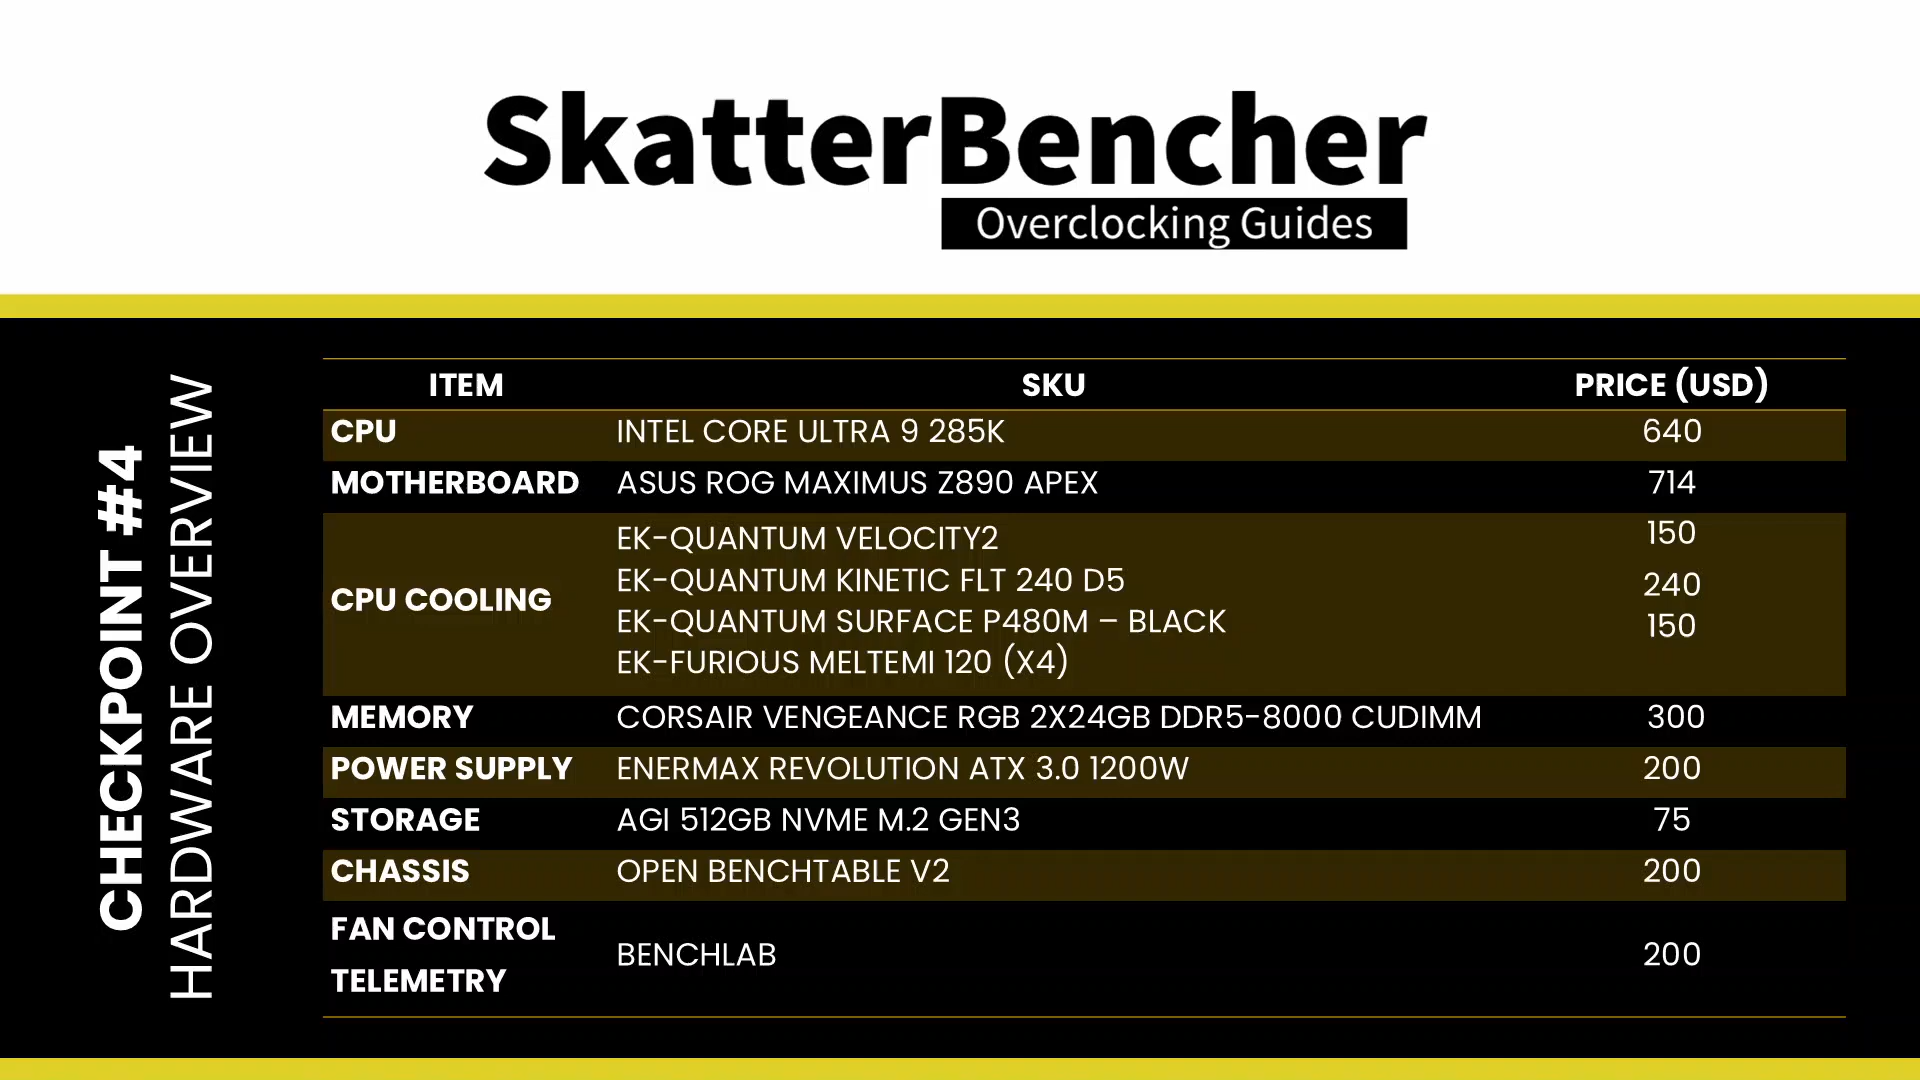 SkatterBencher
Overclocking Guides
CHECKPOINT #4
HARDWARE OVERVIEW
ITEM SKU PRICE (USD)
CPU INTEL CORE ULTRA 9 285K 640
MOTHERBOARD ASUS ROG MAXIMUS Z890 APEX 714
CPU COOLING
EK-QUANTUM VELOCITY2 150
EK-QUANTUM KINETIC FLT 240 D5 240
EK-QUANTUM SURFACE P480M – BLACK 150
EK-FURIOUS MELTEMI 120 (X4)
MEMORY CORSAIR VENGEANCE RGB 2X24GB DDR5-8000 CUDIMM 300
POWER SUPPLY ENERMAX REVOLUTION ATX 3.0 1200W 200
STORAGE AGI 512GB NVME M.2 GEN3 75
CHASSIS OPEN BENCHTABLE V2 200
FAN CONTROL
TELEMETRY
BENCHLAB 200